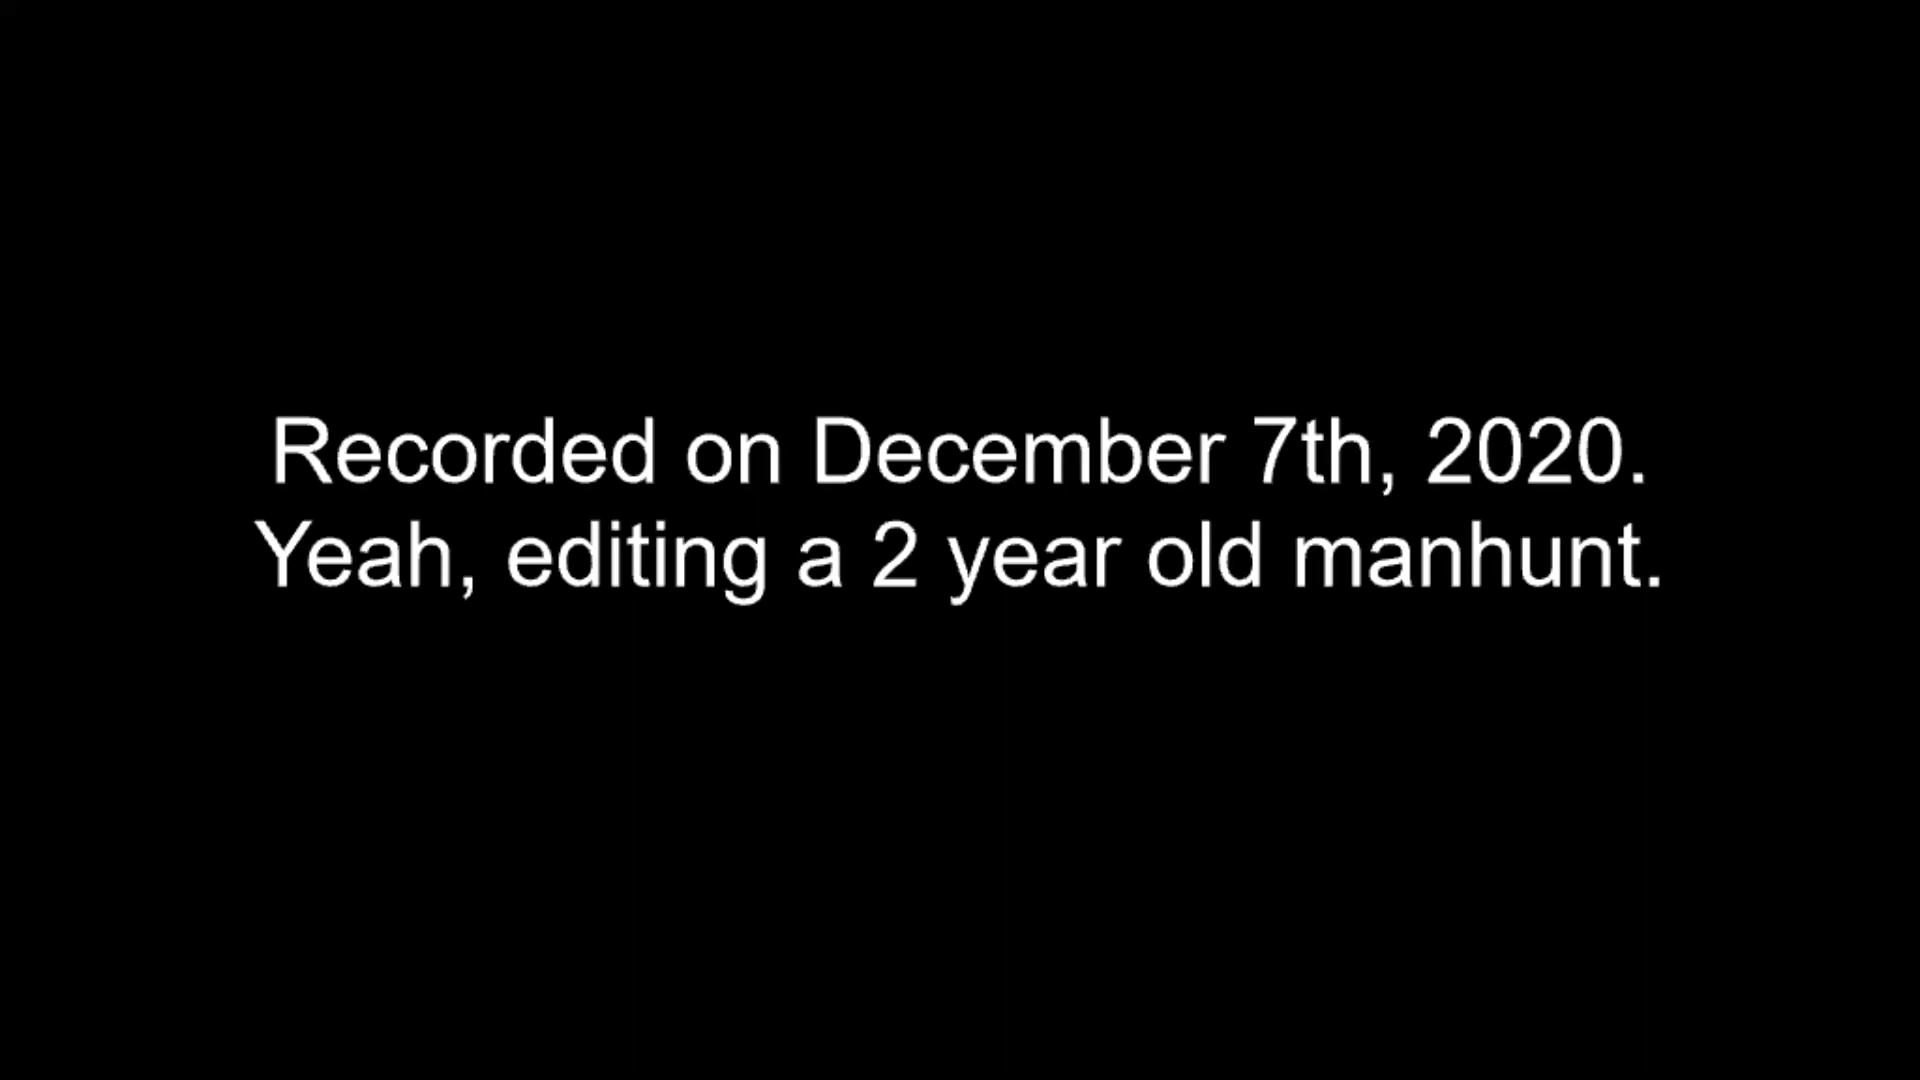 Recorded on December 7th, 2020.
Yeah, editing a 2 year old manhunt.